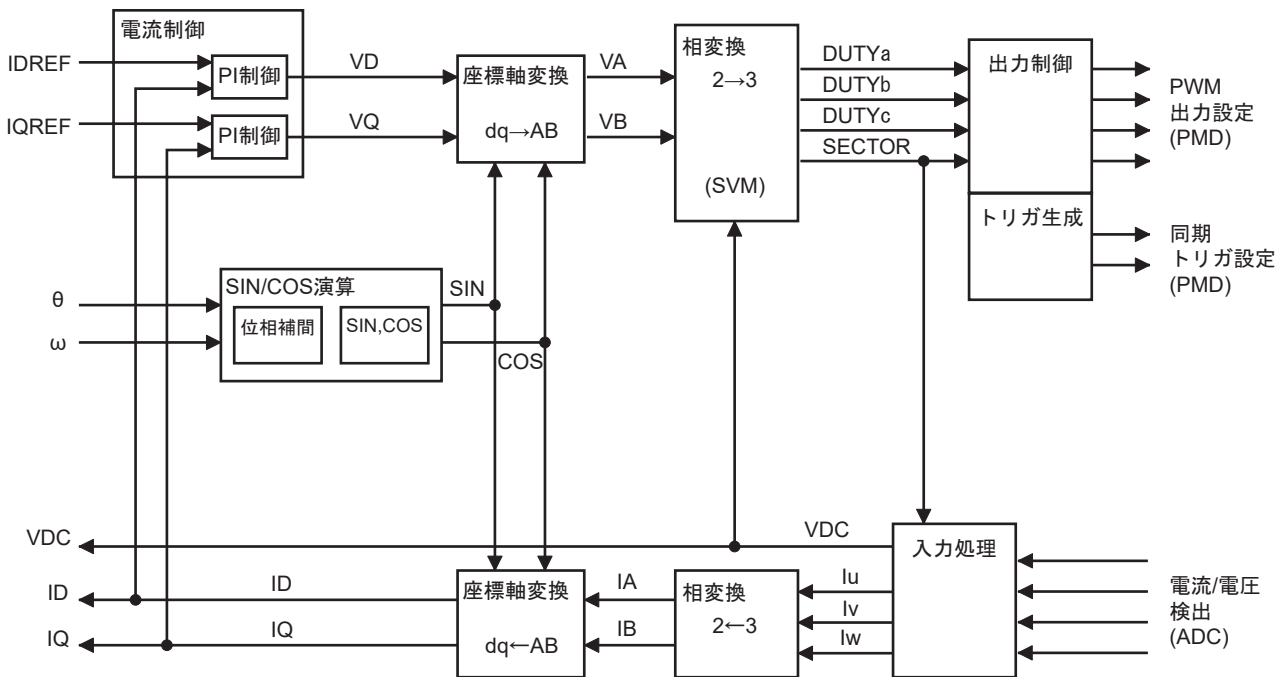 電流制御
IDREF
PI制御
VD
IQREF
PI制御
VQ
座標軸変換
dq→AB
VA
VB
相変換
2→3
(SVM)
DUTYa
DUTYb
DUTYc
SECTOR
出力制御
PWM
出力設定
(PMD)
トリガ生成
同期
トリガ設定
(PMD)
θ
ω
SIN/COS演算
位相補間
SIN,COS
SIN
COS
VDC
VDC
入力処理
ID
ID
座標軸変換
dq←AB
IA
IB
相変換
2←3
Iu
Iv
Iw
IQ
IQ
電流/電圧
検出
(ADC)